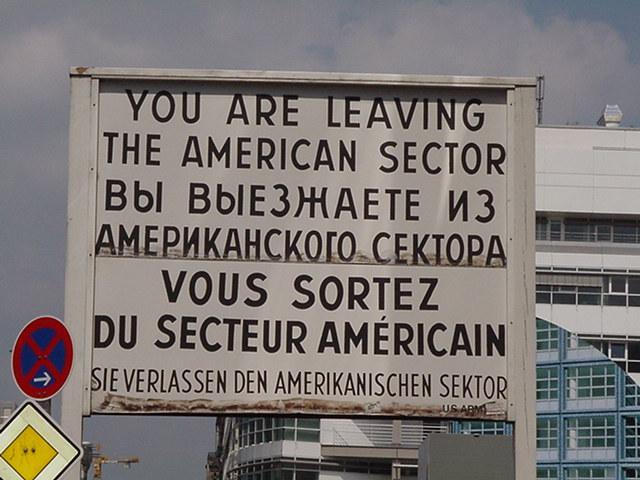 YOU ARE LEAVING
THE AMERICAN SECTOR
ВЫ ВЫЕЗЖАЕТЕ ИЗ
АМЕРИКАНСКОГО СЕКТОРА
VOUS SORTEZ
DU SECTEUR AMÉRICAIN
SIE VERLASSEN DEN AMERIKANISCHEN SEKTOR
US ARMY